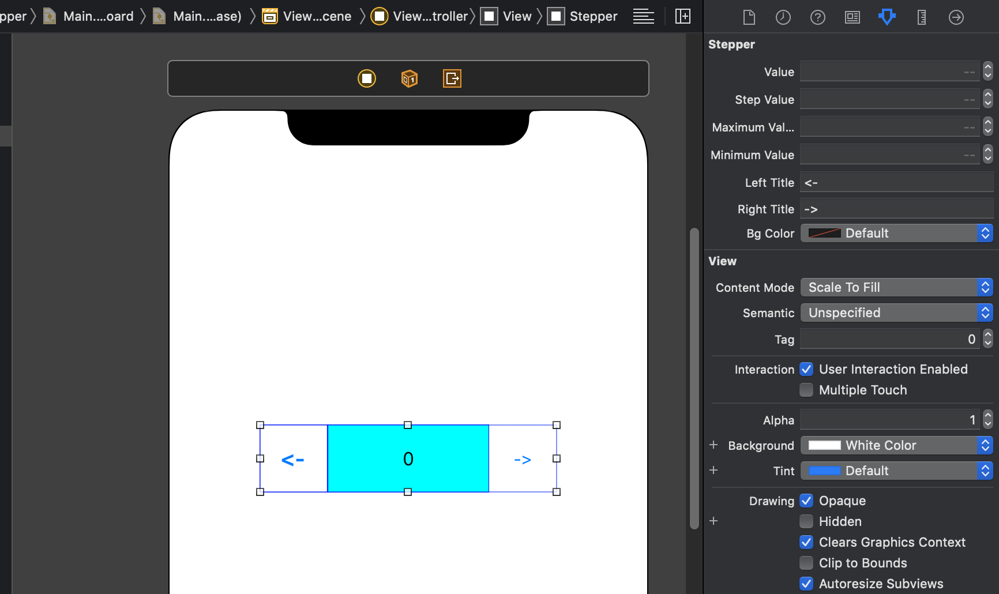 pper Main....oard Main....ase) View...cene View...troller View Stepper
1
Stepper
Value --
Step Value --
Maximum Val... --
Minimum Value --
Left Title <-
Right Title ->
Bg Color Default
View
Content Mode Scale To Fill
Semantic Unspecified
Tag 0
Interaction User Interaction Enabled
Multiple Touch
Alpha 1
Background White Color
Tint Default
Drawing Opaque
Hidden
Clears Graphics Context
Clip to Bounds
Autoresize Subviews
<- 0 ->